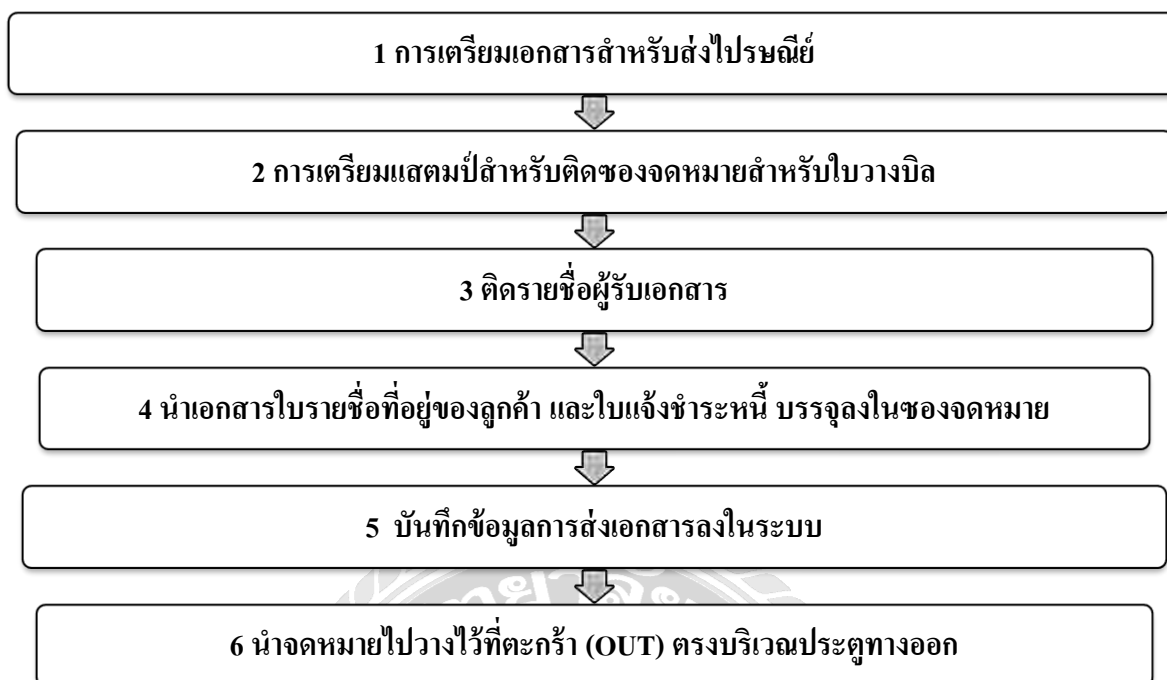 1 การเตรียมเอกสารสำหรับส่งไปรษณีย์
2 การเตรียมแสตมป์สำหรับติดซองจดหมายสำหรับใบวางบิล
3 ติดรายชื่อผู้รับเอกสาร
4 นำเอกสารใบรายชื่อที่อยู่ของลูกค้า และใบแจ้งชำระหนี้ บรรจุลงในซองจดหมาย
5 บันทึกข้อมูลการส่งเอกสารลงในระบบ
6 นำจดหมายไปวางไว้ที่ตะกร้า (OUT) ตรงบริเวณประตูทางออก